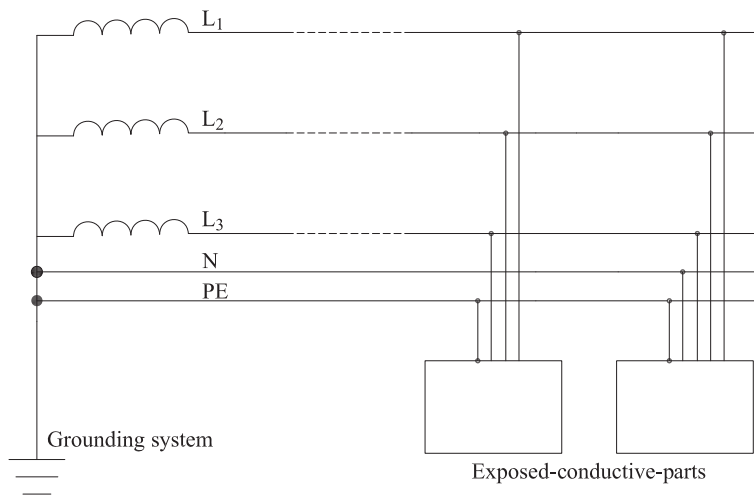 L₁
L₂
L₃
N
PE
Grounding system
Exposed-conductive-parts